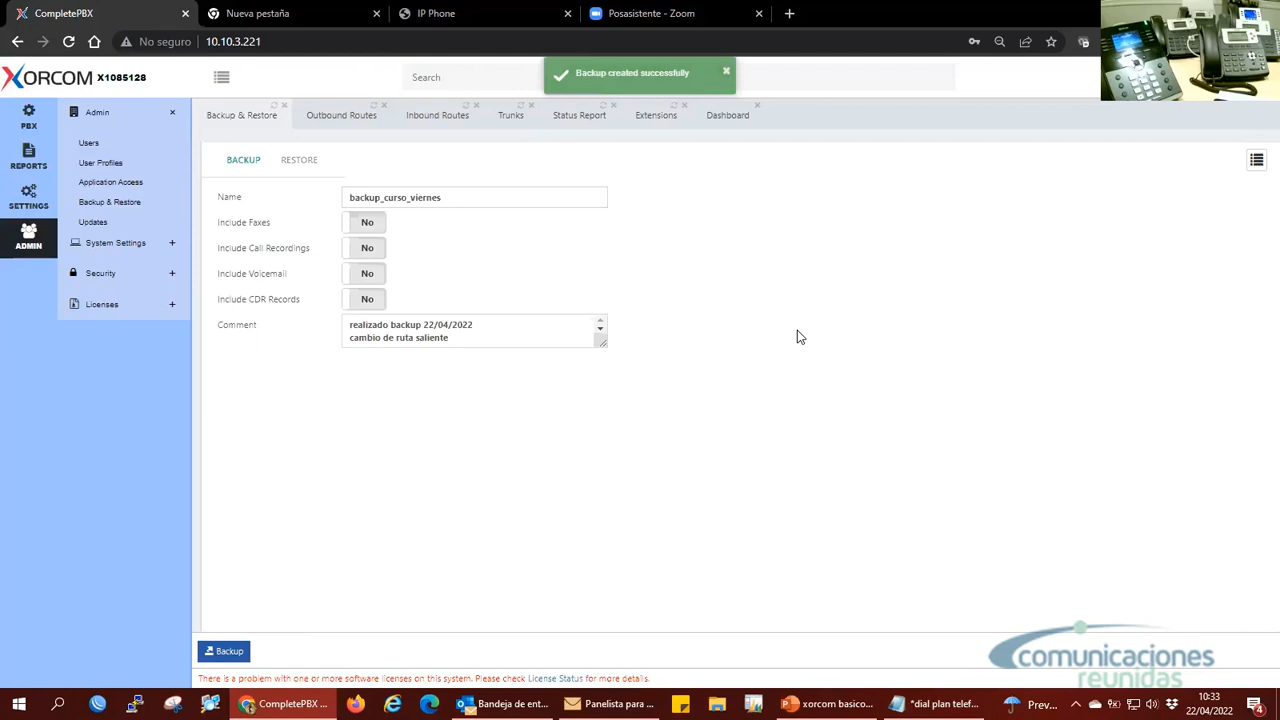 CompletePBX
Nueva pestaña
IP Phone
Posasistente - Zoom
No seguro
10.10.3.221
XORCOM X1085128
Search
Backup created successfully
PBX
REPORTS
SETTINGS
ADMIN
Admin
Users
User Profiles
Application Access
Backup & Restore
Updates
System Settings
Security
Licenses
Backup & Restore
Outbound Routes
Inbound Routes
Trunks
Status Report
Extensions
Dashboard
BACKUP
RESTORE
Name
backup_curso_viernes
Include Faxes
No
Include Call Recordings
No
Include Voicemail
No
Include CDR Records
No
Comment
realizado backup 22/04/2022
cambio de ruta saliente
Backup
There is a problem with one or more software licenses on this system. Please check License Status for more details.
comunicaciones
reunidas
CompletePBX ...
Bandeja de ent...
Panelista para ...
xorcom basico...
*dial plan telef...
Prev...
4
10:33
22/04/2022